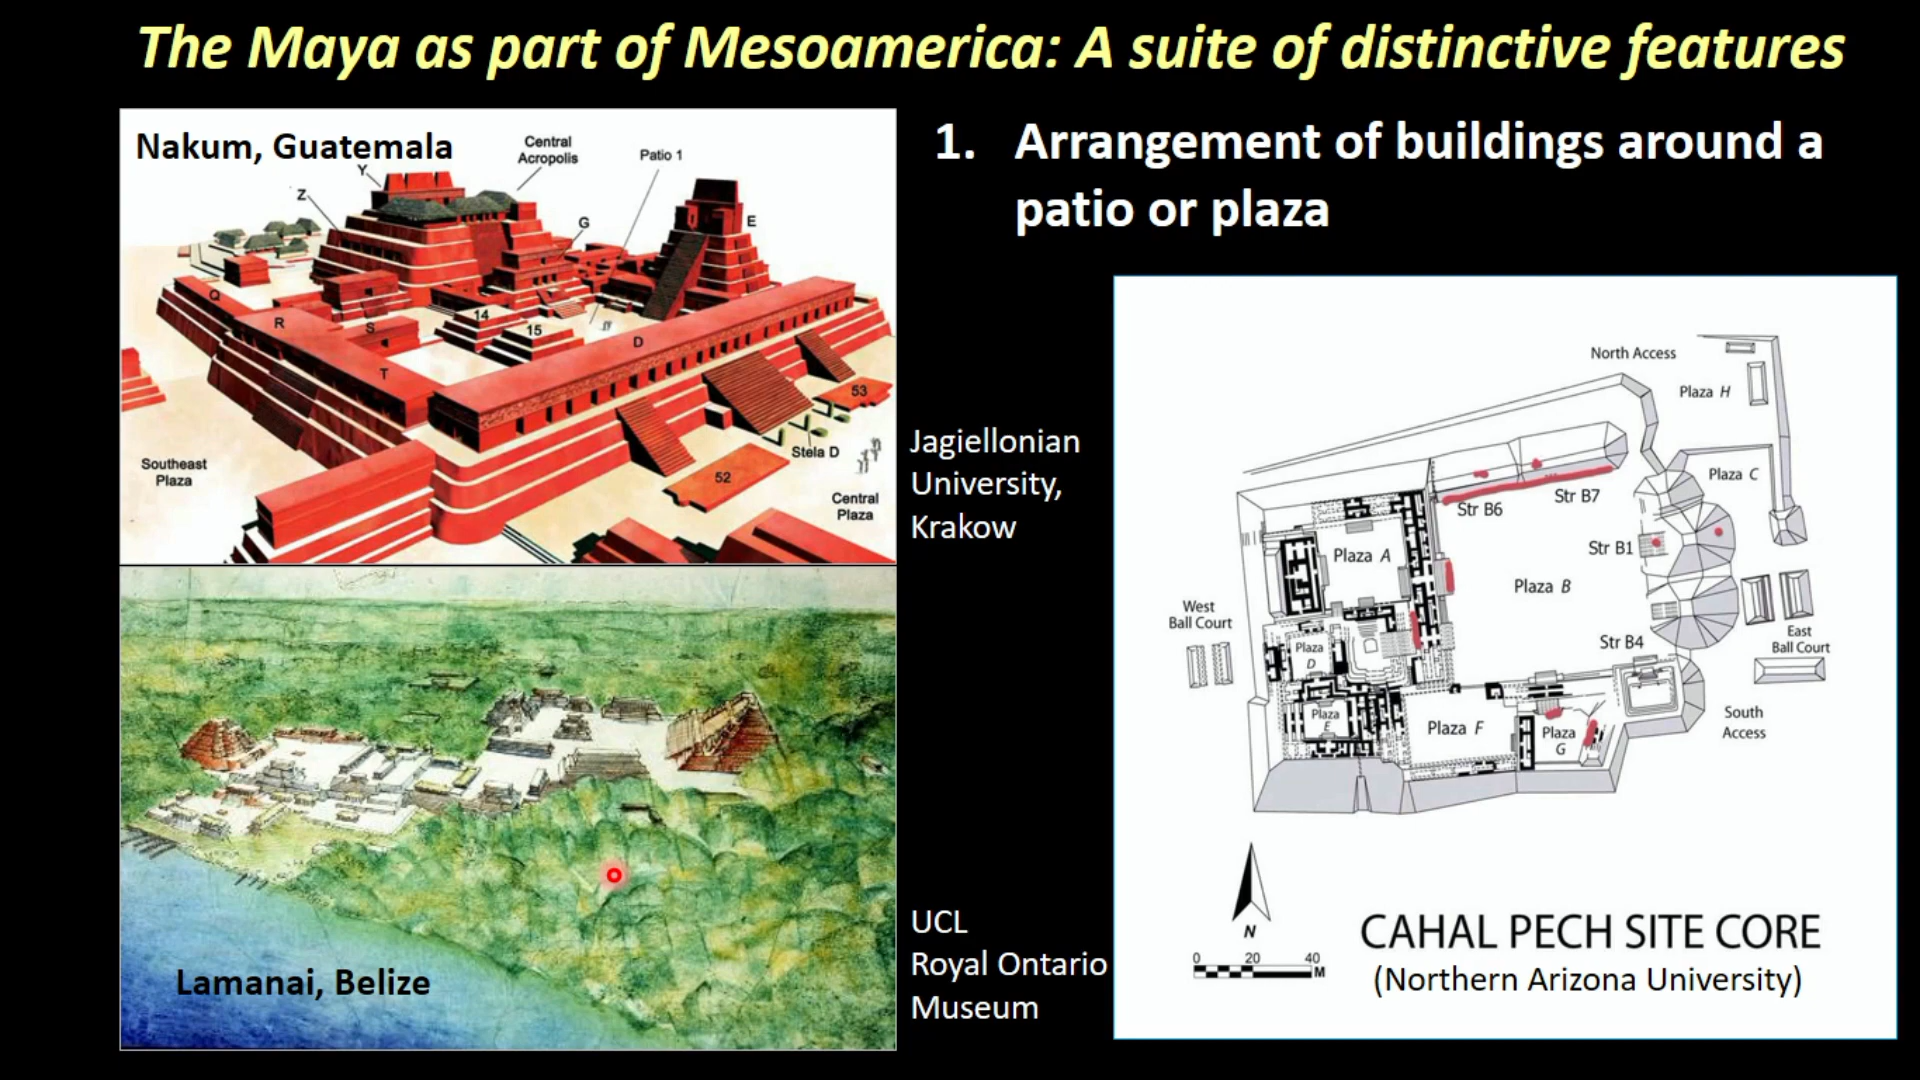 The Maya as part of Mesoamerica: A suite of distinctive features
Nakum, Guatemala
Central
Acropolis
Patio 1
Y
Z
G
E
Q
R
S
14
15
D
T
53
Stela D
52
Southeast
Plaza
Central
Plaza
Jagiellonian
University,
Krakow
Lamanai, Belize
UCL
Royal Ontario
Museum
1. Arrangement of buildings around a
patio or plaza
North Access
Plaza H
Plaza C
Str B7
Str B6
Str B1
Plaza A
Plaza B
West
Ball Court
Str B4
East
Ball Court
Plaza
D
Plaza
E
Plaza F
Plaza
G
South
Access
N
0 20 40
M
CAHAL PECH SITE CORE
(Northern Arizona University)